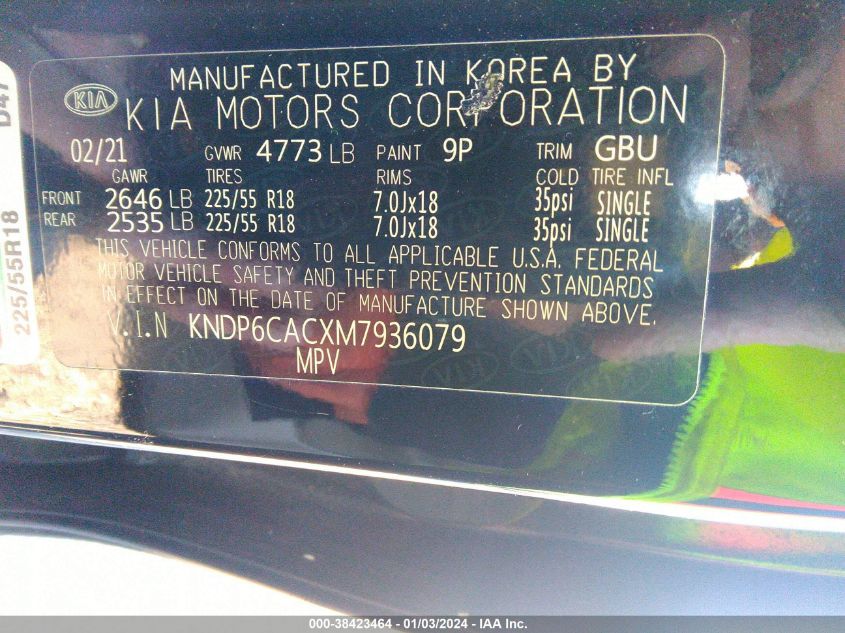 MANUFACTURED IN KOREA BY
KIA KIA MOTORS CORPORATION
02/21 GVWR 4773 LB PAINT 9P TRIM GBU
GAWR TIRES RIMS COLD TIRE INFL
FRONT 2646 LB 225/55 R18 7.0Jx18 35psi SINGLE
REAR 2535 LB 225/55 R18 7.0Jx18 35psi SINGLE
THIS VEHICLE CONFORMS TO ALL APPLICABLE U.S.A. FEDERAL
MOTOR VEHICLE SAFETY AND THEFT PREVENTION STANDARDS
IN EFFECT ON THE DATE OF MANUFACTURE SHOWN ABOVE.
V.I.N KNDP6CACXM7936079
MPV
225/55R18
000-38423464 - 01/03/2024 - IAA Inc.